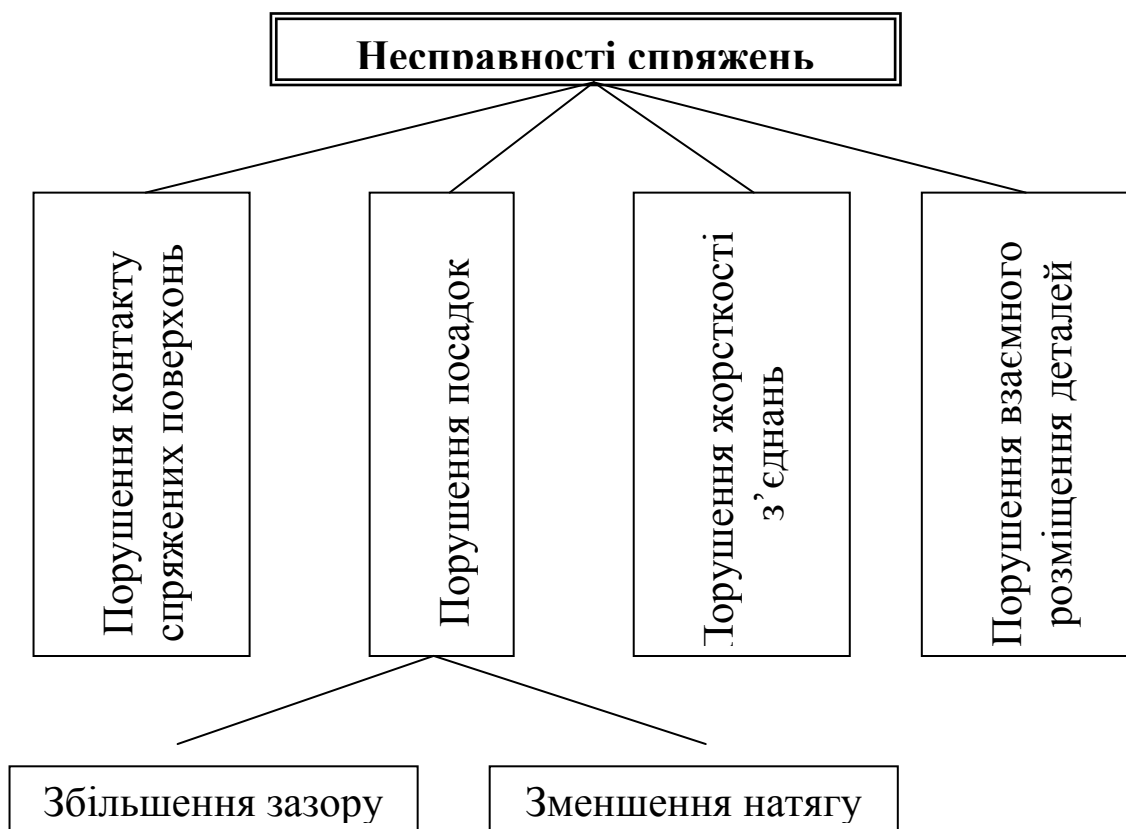 Несправності спряжень
Порушення контакту
спряжених поверхонь
Порушення посадок
Порушення жорсткості
з’єднань
Порушення взаємного
розміщення деталей
Збільшення зазору
Зменшення натягу